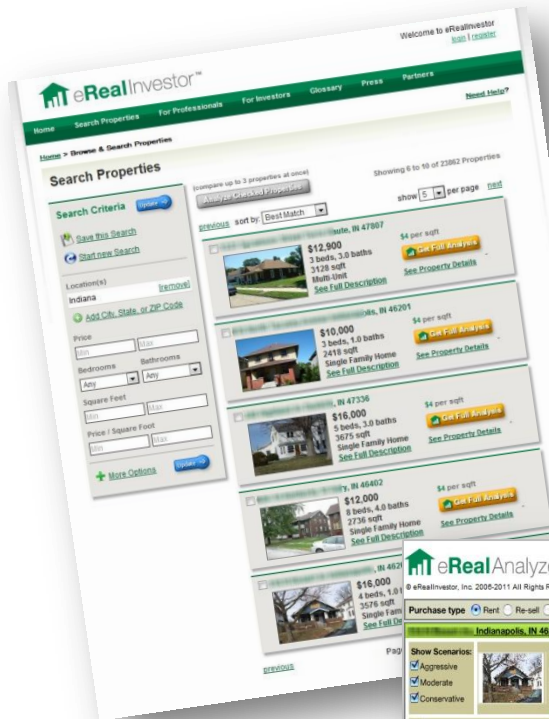 Welcome to eRealInvestor
login | register
eRealInvestor™
Home Search Properties For Professionals For Investors Glossary Press Partners
Need Help?
Home > Browse & Search Properties
Search Properties
Search Criteria Update
Save this Search
Start new Search
Location(s)
Indiana [remove]
Add City, State, or ZIP Code
Price
Min Max
Bedrooms Bathrooms
Any Any
Square Feet
Min Max
Price / Square Foot
Min Max
More Options Update
(compare up to 3 properties at once)
Showing 6 to 10 of 23862 Properties
Analyze Checked Properties
previous sort by: Best Match show 5 per page next
IN 47807
$12,900
3 beds, 3.0 baths
3128 sqft
Multi-Unit
See Full Description
$4 per sqft
Get Full Analysis
See Property Details
IN 46201
$10,000
3 beds, 1.0 baths
2418 sqft
Single Family Home
See Full Description
$4 per sqft
Get Full Analysis
See Property Details
IN 47336
$16,000
5 beds, 3.0 baths
3675 sqft
Single Family Home
See Full Description
$4 per sqft
Get Full Analysis
See Property Details
IN 46402
$12,000
8 beds, 4.0 baths
2736 sqft
Single Family Home
See Full Description
$4 per sqft
Get Full Analysis
See Property Details
$16,000
3576 sqft
previous
eRealAnalyze
© eRealInvestor, Inc. 2006-2011 All Rights R
Purchase type Rent Re-sell
Indianapolis, IN 46
Show Scenarios:
Aggressive
Moderate
Conservative